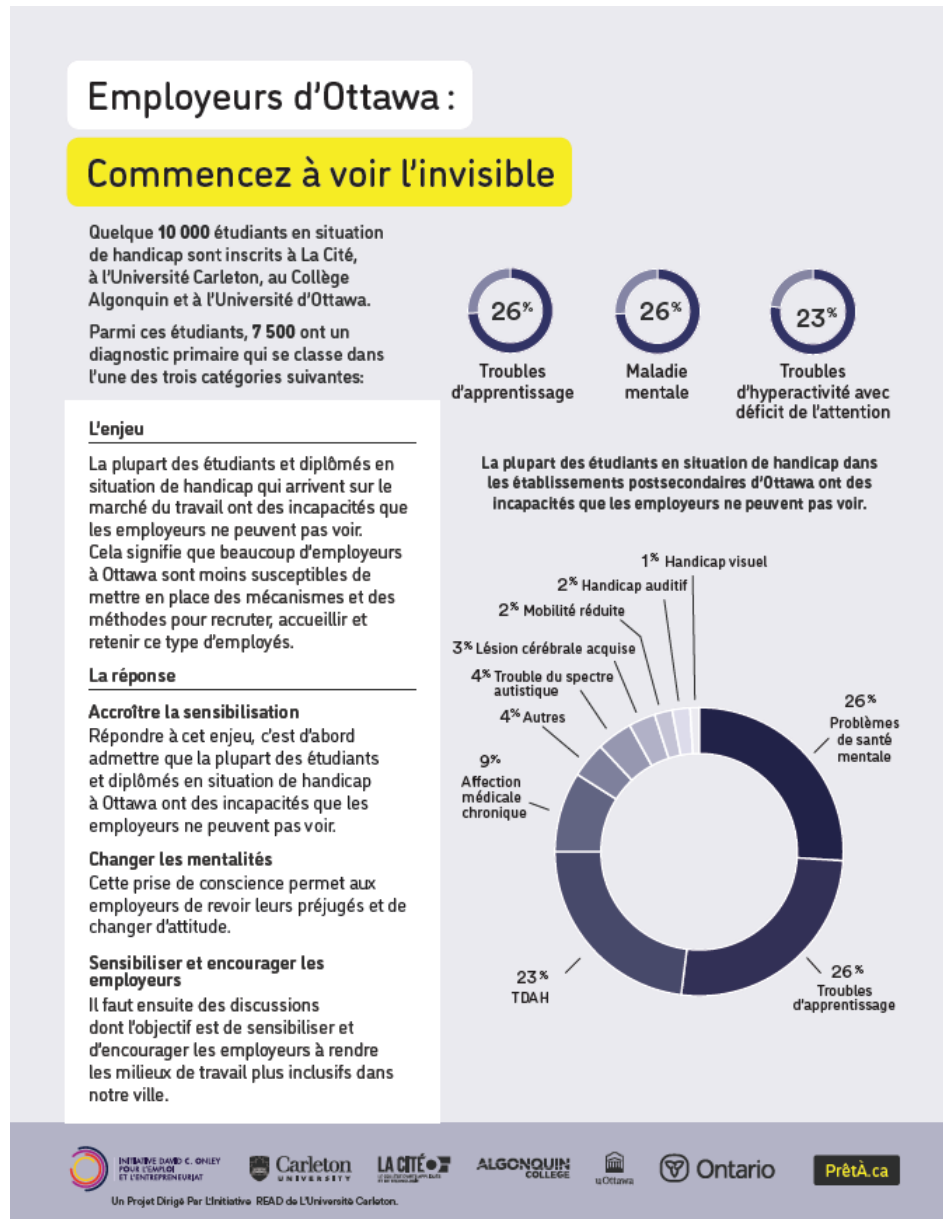 Employeurs d'Ottawa :
Commencez à voir l'invisible
Quelque 10 000 étudiants en situation
de handicap sont inscrits à La Cité,
à l'Université Carleton, au Collège
Algonquin et à l'Université d'Ottawa.
Parmi ces étudiants, 7 500 ont un
diagnostic primaire qui se classe dans
l'une des trois catégories suivantes:
26%
Troubles
d'apprentissage
26%
Maladie
mentale
23%
Troubles
d'hyperactivité avec
déficit de l'attention
L'enjeu
La plupart des étudiants et diplômés en
situation de handicap qui arrivent sur le
marché du travail ont des incapacités que
les employeurs ne peuvent pas voir.
Cela signifie que beaucoup d'employeurs
à Ottawa sont moins susceptibles de
mettre en place des mécanismes et des
méthodes pour recruter, accueillir et
retenir ce type d'employés.
La réponse
Accroître la sensibilisation
Répondre à cet enjeu, c'est d'abord
admettre que la plupart des étudiants
et diplômés en situation de handicap
à Ottawa ont des incapacités que les
employeurs ne peuvent pas voir.
Changer les mentalités
Cette prise de conscience permet aux
employeurs de revoir leurs préjugés et de
changer d'attitude.
Sensibiliser et encourager les
employeurs
Il faut ensuite des discussions
dont l'objectif est de sensibiliser et
d'encourager les employeurs à rendre
les milieux de travail plus inclusifs dans
notre ville.
La plupart des étudiants en situation de handicap dans
les établissements postsecondaires d'Ottawa ont des
incapacités que les employeurs ne peuvent pas voir.
1% Handicap visuel
2% Handicap auditif
2% Mobilité réduite
3% Lésion cérébrale acquise
4% Trouble du spectre
autistique
4% Autres
9%
Affection
médicale
chronique
26%
Problèmes
de santé
mentale
23%
TDAH
26%
Troubles
d'apprentissage
INITIATIVE DAVID C. ONLEY
POUR L'EMPLOI
ET L'ENTREPRENEURIAT
Carleton
UNIVERSITY
LA CITÉ
ALGONQUIN
COLLEGE
uOttawa
Ontario
PrêtÀ.ca
Un Projet Dirigé Par L'Initiative READ de L'Université Carleton.